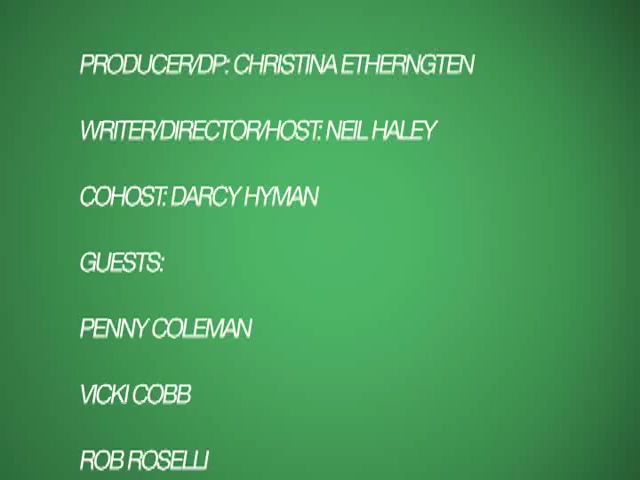 PRODUCER/DP: CHRISTINA ETHERNGTEN
WRITER/DIRECTOR/HOST: NEIL HALEY
COHOST: DARCY HYMAN
GUESTS:
PENNY COLEMAN
VICKI COBB
ROB ROSELLI